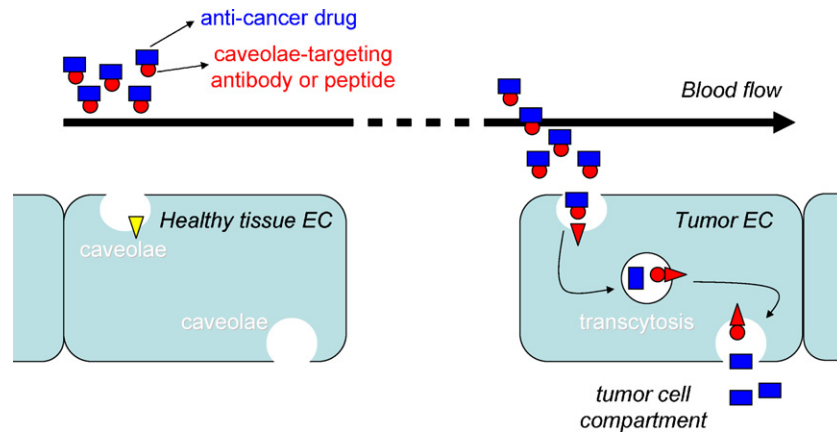 anti-cancer drug
caveolae-targeting
antibody or peptide
Blood flow
Healthy tissue EC
caveolae
caveolae
Tumor EC
transcytosis
tumor cell
compartment